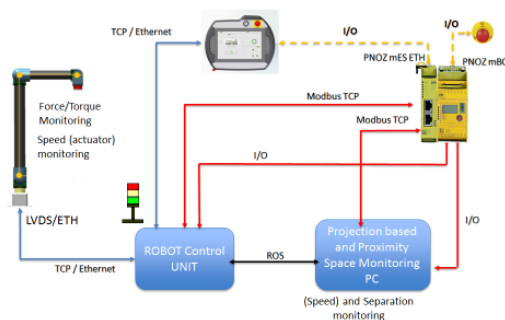 TCP / Ethernet
I/O
I/O
PNOZ mES ETH
PNOZ mB0
Force/Torque
Monitoring
Speed (actuator)
monitoring
Modbus TCP
Modbus TCP
I/O
I/O
LVDS/ETH
ROBOT Control
UNIT
ROS
Projection based
and Proximity
Space Monitoring
PC
TCP / Ethernet
(Speed) and Separation
monitoring